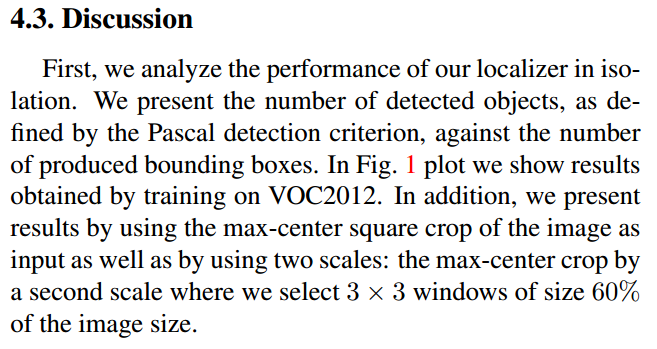 4.3. Discussion
First, we analyze the performance of our localizer in iso-
lation. We present the number of detected objects, as de-
fined by the Pascal detection criterion, against the number
of produced bounding boxes. In Fig. 1 plot we show results
obtained by training on VOC2012. In addition, we present
results by using the max-center square crop of the image as
input as well as by using two scales: the max-center crop by
a second scale where we select 3 × 3 windows of size 60%
of the image size.